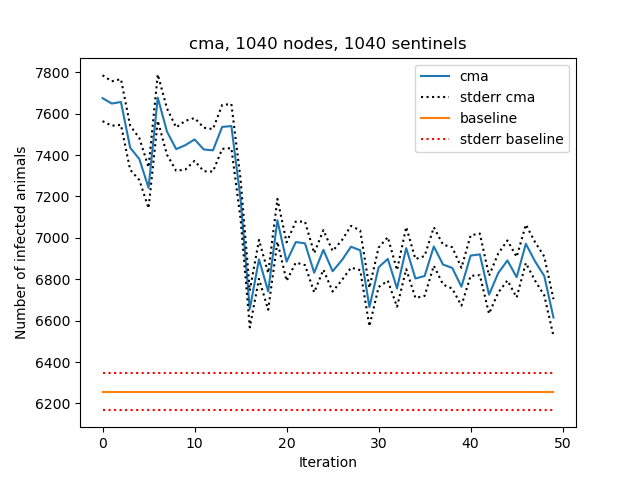 cma, 1040 nodes, 1040 sentinels
cma
stderr cma
baseline
stderr baseline
Number of infected animals
7800
7600
7400
7200
7000
6800
6600
6400
6200
0 10 20 30 40 50
Iteration